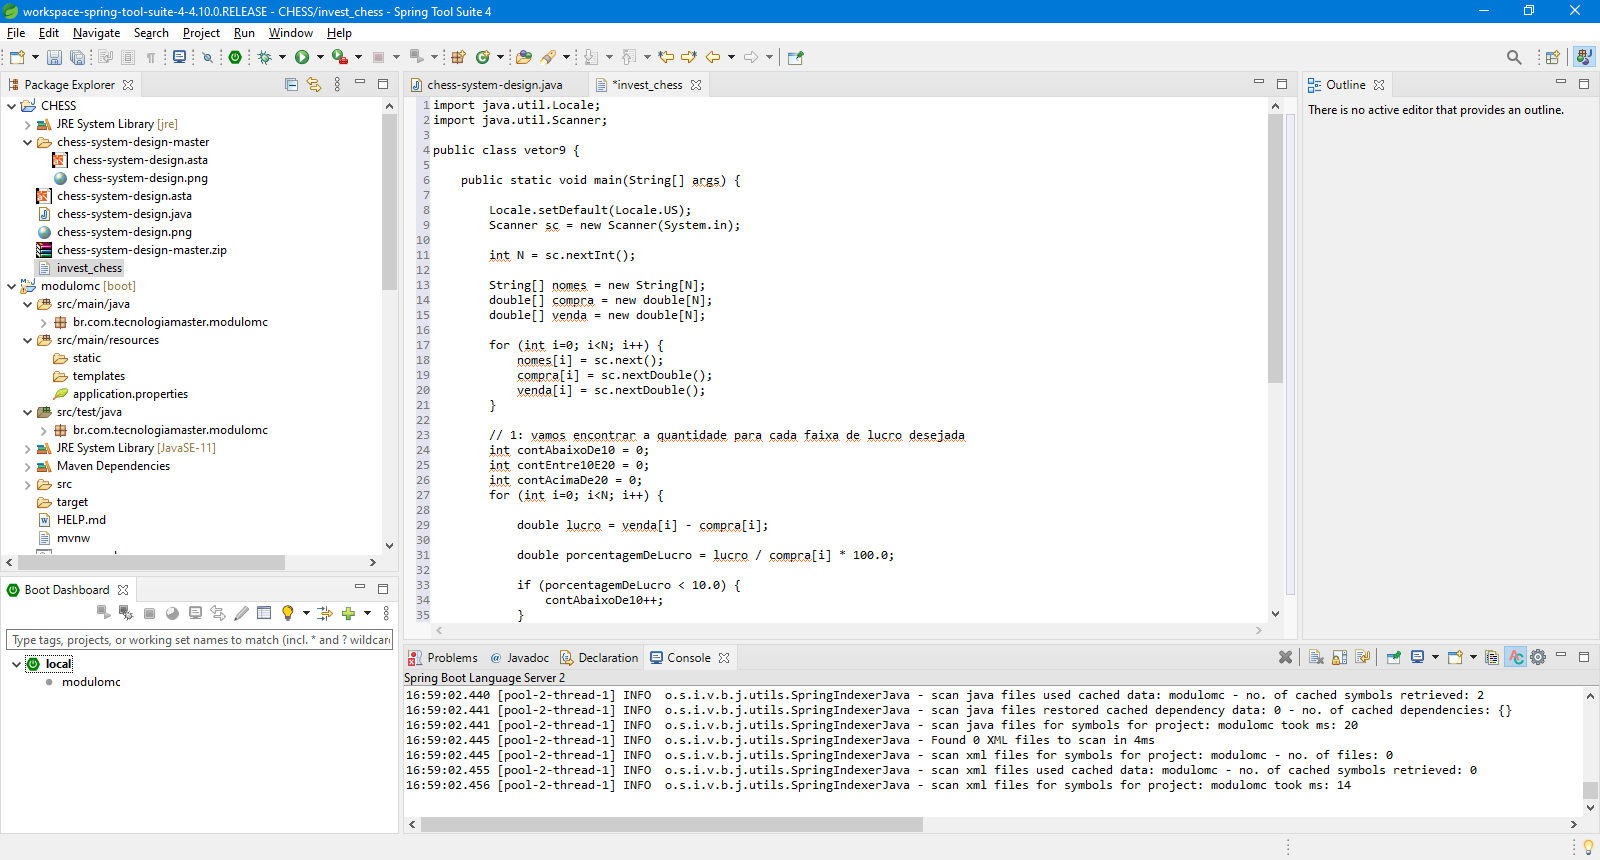 workspace-spring-tool-suite-4-4.10.0.RELEASE - CHESS/invest_chess - Spring Tool Suite 4
File Edit Navigate Search Project Run Window Help
Package Explorer
CHESS
JRE System Library [jre]
chess-system-design-master
chess-system-design.asta
chess-system-design.png
chess-system-design.asta
chess-system-design.java
chess-system-design.png
chess-system-design-master.zip
invest_chess
modulomc [boot]
src/main/java
br.com.tecnologiamaster.modulomc
src/main/resources
static
templates
application.properties
src/test/java
br.com.tecnologiamaster.modulomc
JRE System Library [JavaSE-11]
Maven Dependencies
src
target
HELP.md
mvnw
Boot Dashboard
Type tags, projects, or working set names to match (incl. * and ? wildcar
local
modulomc
chess-system-design.java *invest_chess
1 import java.util.Locale;
2 import java.util.Scanner;
3
4 public class vetor9 {
5
6 public static void main(String[] args) {
7
8 Locale.setDefault(Locale.US);
9 Scanner sc = new Scanner(System.in);
10
11 int N = sc.nextInt();
12
13 String[] nomes = new String[N];
14 double[] compra = new double[N];
15 double[] venda = new double[N];
16
17 for (int i=0; i<N; i++) {
18 nomes[i] = sc.next();
19 compra[i] = sc.nextDouble();
20 venda[i] = sc.nextDouble();
21 }
22
23 // 1: vamos encontrar a quantidade para cada faixa de lucro desejada
24 int contAbaixoDe10 = 0;
25 int contEntre10E20 = 0;
26 int contAcimaDe20 = 0;
27 for (int i=0; i<N; i++) {
28
29 double lucro = venda[i] - compra[i];
30
31 double porcentagemDeLucro = lucro / compra[i] * 100.0;
32
33 if (porcentagemDeLucro < 10.0) {
34 contAbaixoDe10++;
35 }
Outline
There is no active editor that provides an outline.
Problems @ Javadoc Declaration Console
Spring Boot Language Server 2
16:59:02.440 [pool-2-thread-1] INFO o.s.i.v.b.j.utils.SpringIndexerJava - scan java files used cached data: modulomc - no. of cached symbols retrieved: 2
16:59:02.441 [pool-2-thread-1] INFO o.s.i.v.b.j.utils.SpringIndexerJava - scan java files restored cached dependency data: 0 - no. of cached dependencies: {}
16:59:02.441 [pool-2-thread-1] INFO o.s.i.v.b.j.utils.SpringIndexerJava - scan java files for symbols for project: modulomc took ms: 20
16:59:02.445 [pool-2-thread-1] INFO o.s.i.v.b.j.utils.SpringIndexerJava - Found 0 XML files to scan in 4ms
16:59:02.445 [pool-2-thread-1] INFO o.s.i.v.b.j.utils.SpringIndexerJava - scan xml files for symbols for project: modulomc - no. of files: 0
16:59:02.455 [pool-2-thread-1] INFO o.s.i.v.b.j.utils.SpringIndexerJava - scan xml files used cached data: modulomc - no. of cached symbols retrieved: 0
16:59:02.456 [pool-2-thread-1] INFO o.s.i.v.b.j.utils.SpringIndexerJava - scan xml files for symbols for project: modulomc took ms: 14